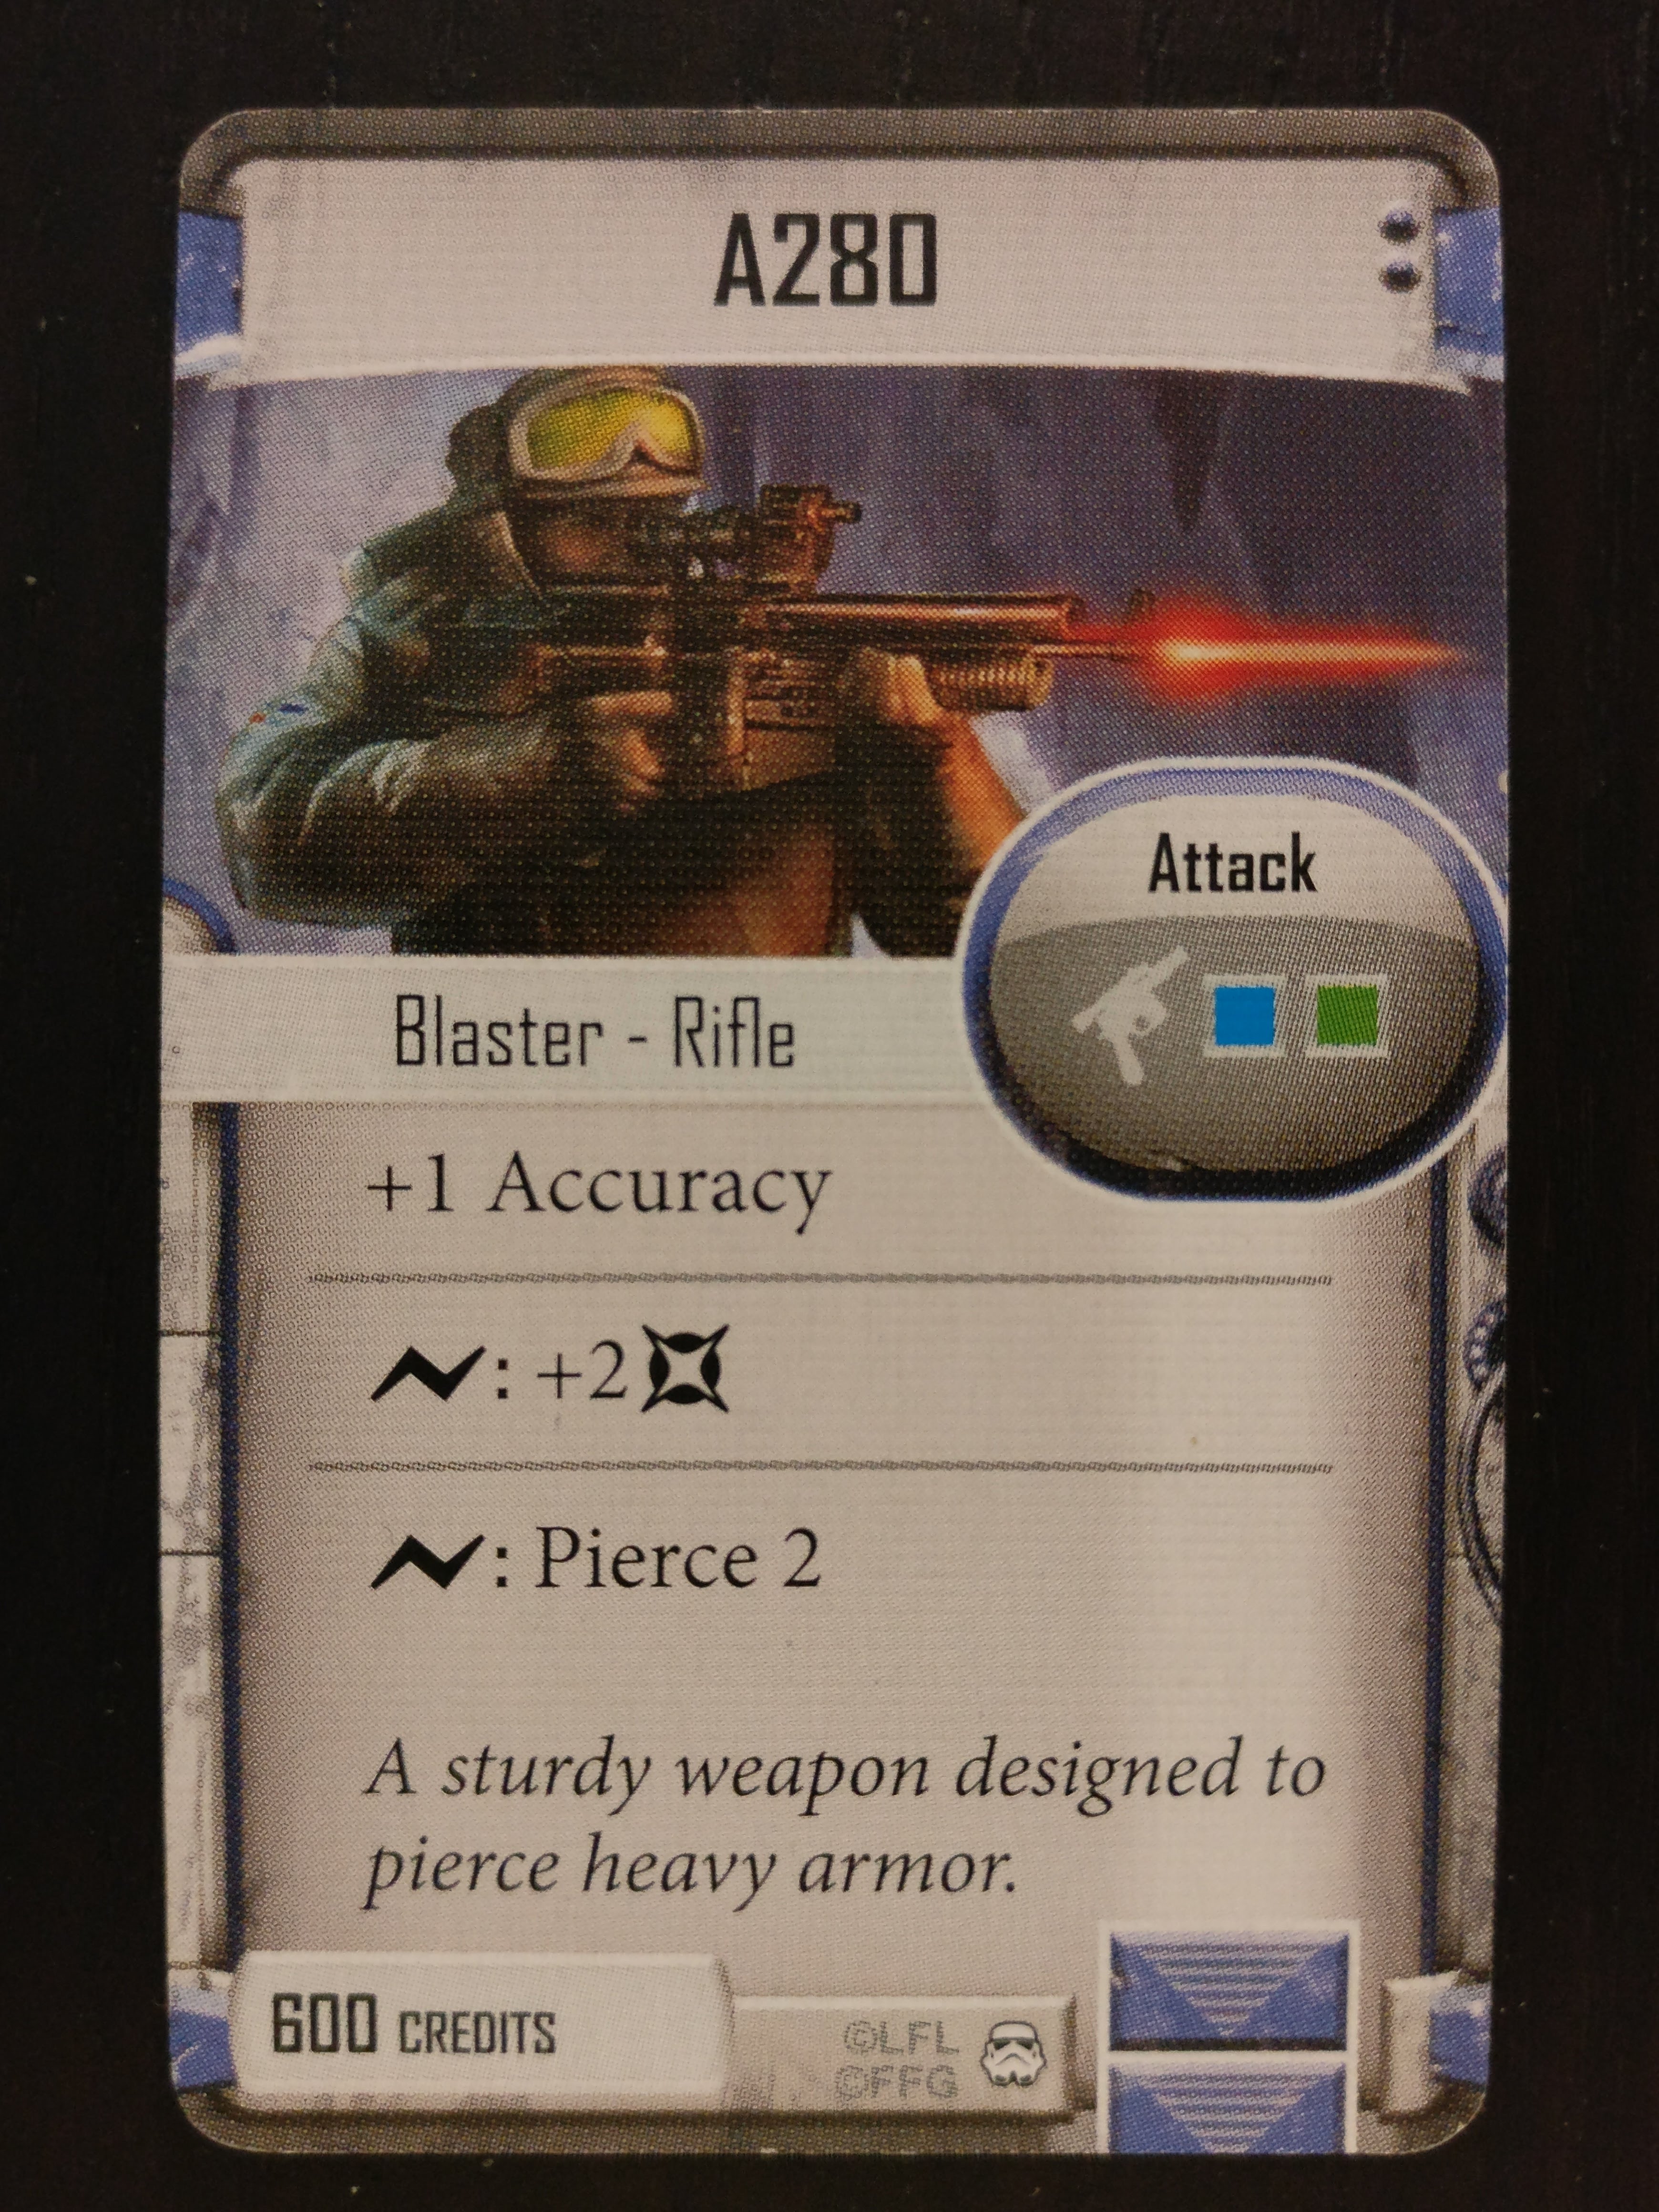 A280
Attack
Blaster - Rifle
+1 Accuracy
: +2
: Pierce 2
A sturdy weapon designed to
pierce heavy armor.
600 CREDITS
©LFL
©FFG